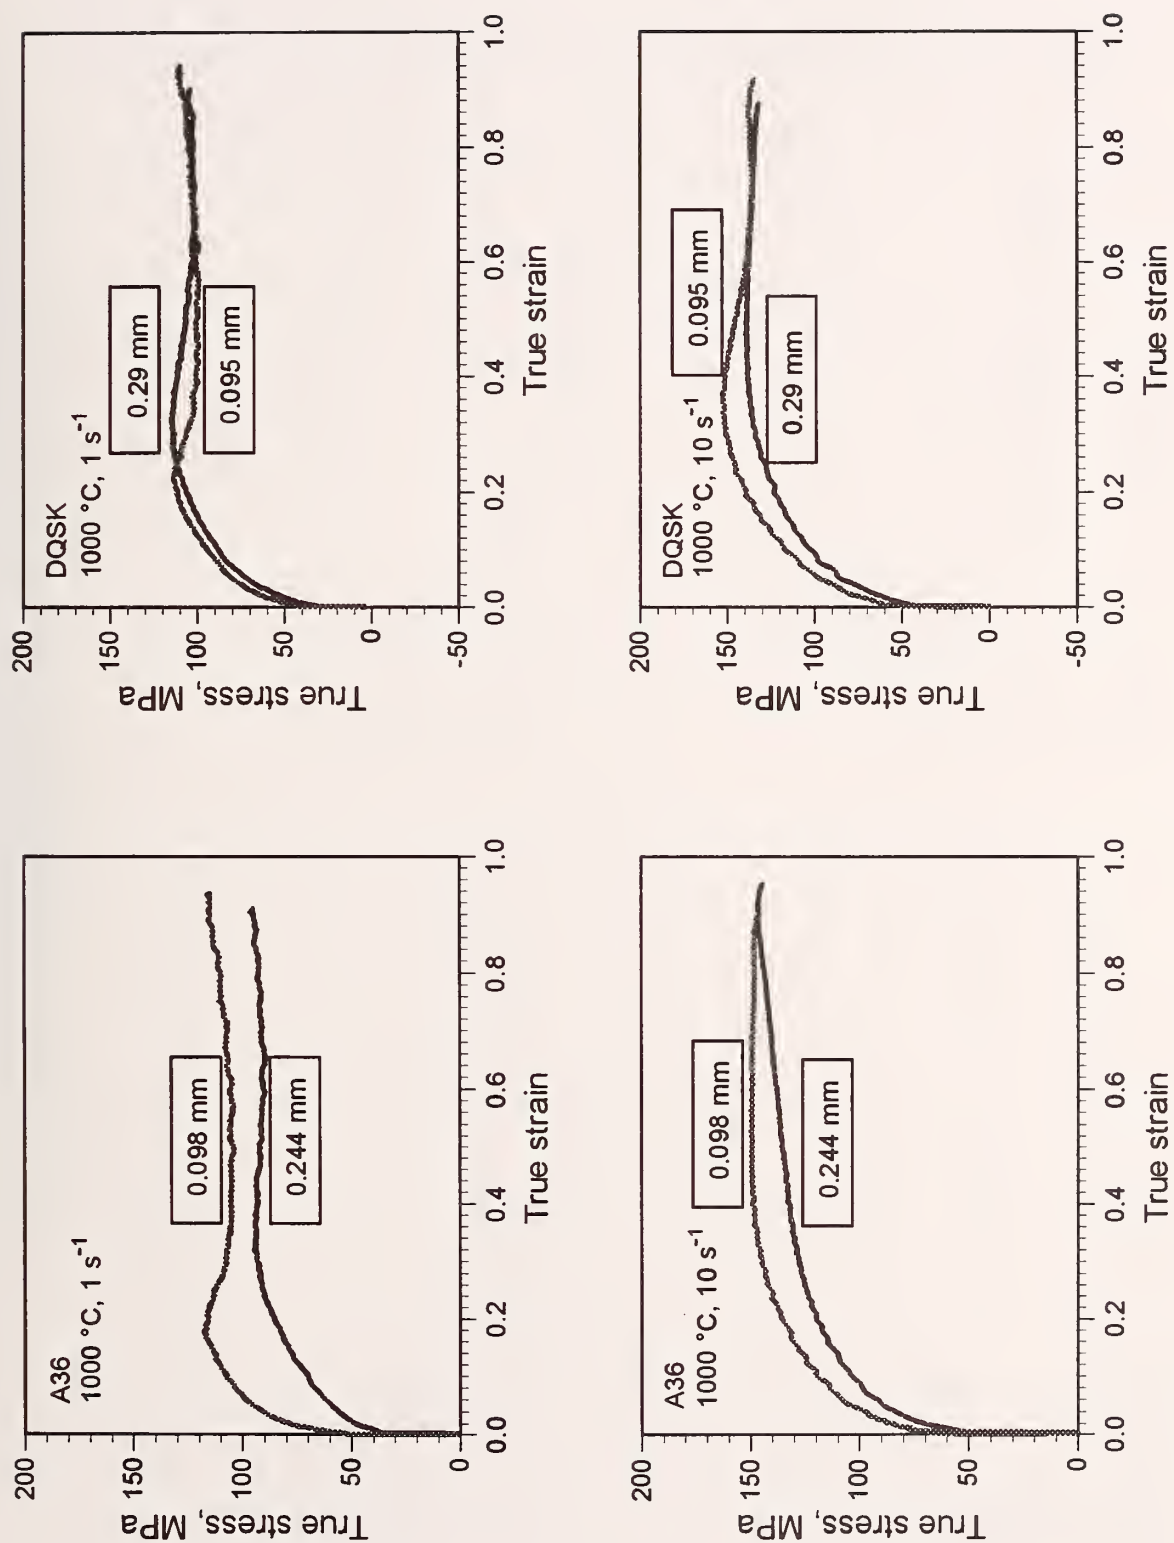 A36
1000 °C, 1 s⁻¹
0.098 mm
0.244 mm
True stress, MPa
200
150
100
50
0
0.0 0.2 0.4 0.6 0.8 1.0
True strain
DQSK
1000 °C, 1 s⁻¹
0.29 mm
0.095 mm
True stress, MPa
200
150
100
50
0
-50
0.0 0.2 0.4 0.6 0.8 1.0
True strain
A36
1000 °C, 10 s⁻¹
0.098 mm
0.244 mm
True stress, MPa
200
150
100
50
0
0.0 0.2 0.4 0.6 0.8 1.0
True strain
DQSK
1000 °C, 10 s⁻¹
0.095 mm
0.29 mm
True stress, MPa
200
150
100
50
0
-50
0.0 0.2 0.4 0.6 0.8 1.0
True strain